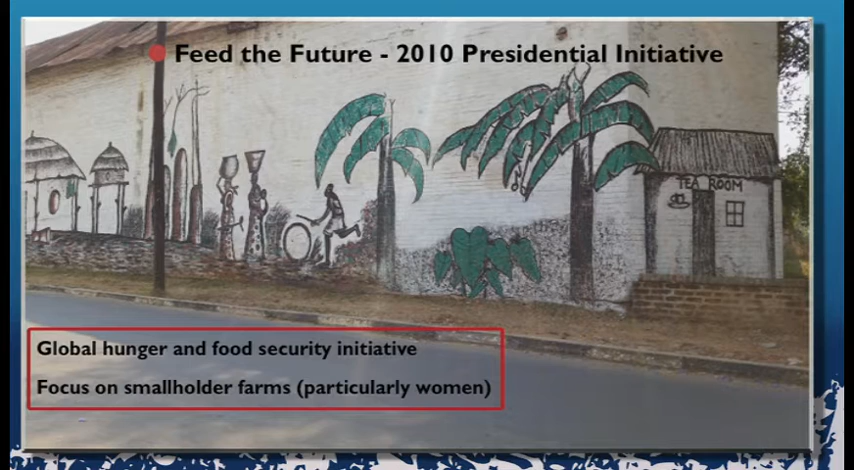 Feed the Future - 2010 Presidential Initiative
TEA ROOM
Global hunger and food security initiative
Focus on smallholder farms (particularly women)